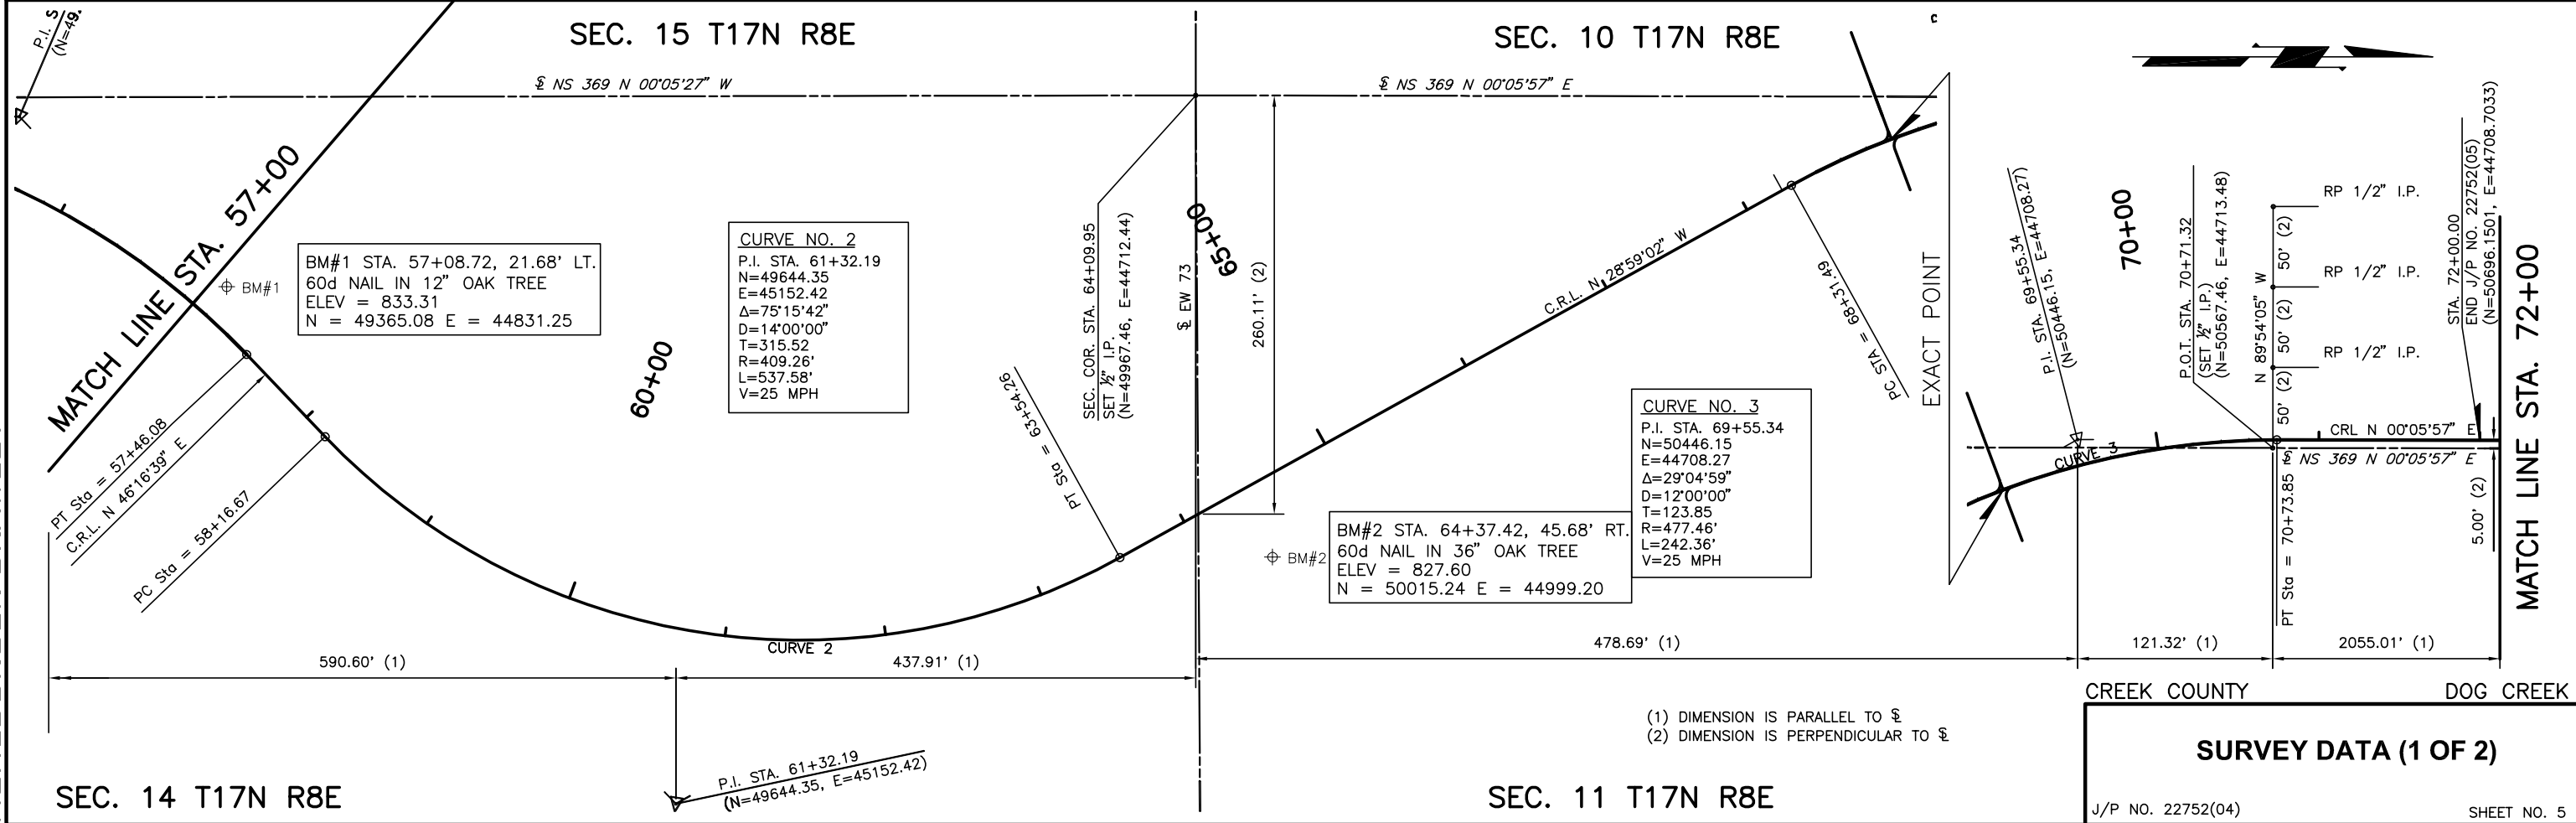 P.I. S
(N=49.
SEC. 15 T17N R8E
SEC. 10 T17N R8E
℄ NS 369 N 00°05'27" W
℄ NS 369 N 00°05'57" E
MATCH LINE STA. 57+00
BM#1
BM#1 STA. 57+08.72, 21.68' LT.
60d NAIL IN 12" OAK TREE
ELEV = 833.31
N = 49365.08 E = 44831.25
PT Sta = 57+46.08
C.R.L. N 46°16'39" E
PC Sta = 58+16.67
60+00
CURVE NO. 2
P.I. STA. 61+32.19
N=49644.35
E=45152.42
Δ=75°15'42"
D=14°00'00"
T=315.52
R=409.26'
L=537.58'
V=25 MPH
PT Sta = 63+54.26
SEC. COR. STA. 64+09.95
SET ½" I.P.
(N=49967.46, E=44712.44)
℄ EW 73
65+00
260.11' (2)
C.R.L. N 28°59'02" W
PC STA = 68+31.49
EXACT POINT
BM#2
BM#2 STA. 64+37.42, 45.68' RT.
60d NAIL IN 36" OAK TREE
ELEV = 827.60
N = 50015.24 E = 44999.20
CURVE NO. 3
P.I. STA. 69+55.34
N=50446.15
E=44708.27
Δ=29°04'59"
D=12°00'00"
T=123.85
R=477.46'
L=242.36'
V=25 MPH
P.I. STA. 69+55.34
(N=50446.15, E=44708.27)
70+00
P.O.T. STA. 70+71.32
(SET ½" I.P.)
(N=50567.46, E=44713.48)
N 89°54'05" W
50' (2)
50' (2)
50' (2)
50' (2)
RP 1/2" I.P.
RP 1/2" I.P.
RP 1/2" I.P.
STA. 72+00.00
END J/P NO. 22752(05)
(N=50696.1501, E=44708.7033)
MATCH LINE STA. 72+00
CRL N 00°05'57" E
℄ NS 369 N 00°05'57" E
CURVE 3
PT Sta = 70+73.85
5.00' (2)
CURVE 2
590.60' (1)
437.91' (1)
478.69' (1)
121.32' (1)
2055.01' (1)
P.I. STA. 61+32.19
(N=49644.35, E=45152.42)
(1) DIMENSION IS PARALLEL TO ℄
(2) DIMENSION IS PERPENDICULAR TO ℄
SEC. 14 T17N R8E
SEC. 11 T17N R8E
CREEK COUNTY
DOG CREEK
SURVEY DATA (1 OF 2)
J/P NO. 22752(04)
SHEET NO. 5